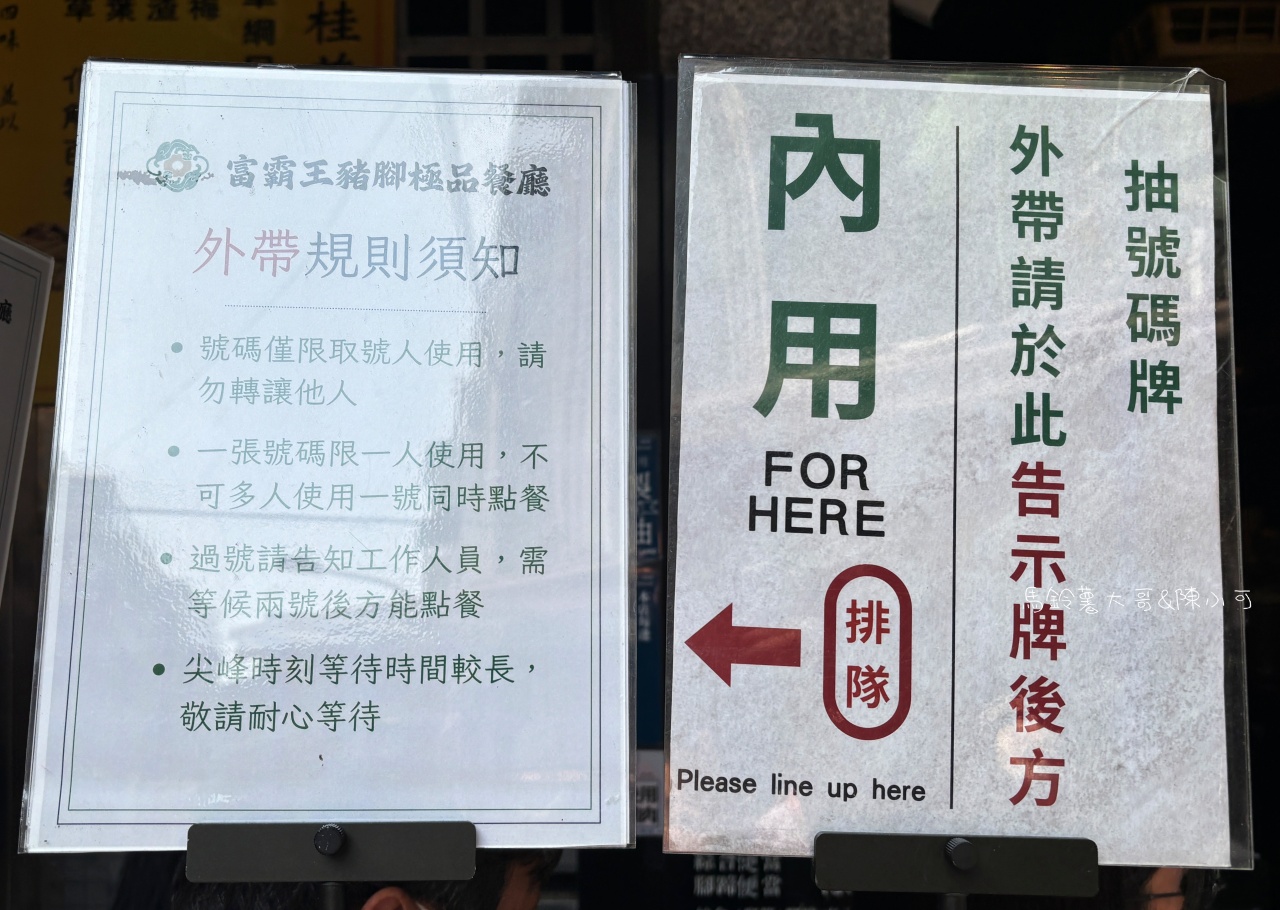 富霸王豬腳極品餐廳
外帶規則須知
• 號碼僅限取號人使用，請
勿轉讓他人
• 一張號碼限一人使用，不
可多人使用一號同時點餐
• 過號請告知工作人員，需
等候兩號後方能點餐
• 尖峰時刻等待時間較長，
敬請耐心等待
抽號碼牌
外帶請於此告示牌後方
內用
FOR
HERE
排隊
Please line up here
馬鈴薯大哥&陳小可